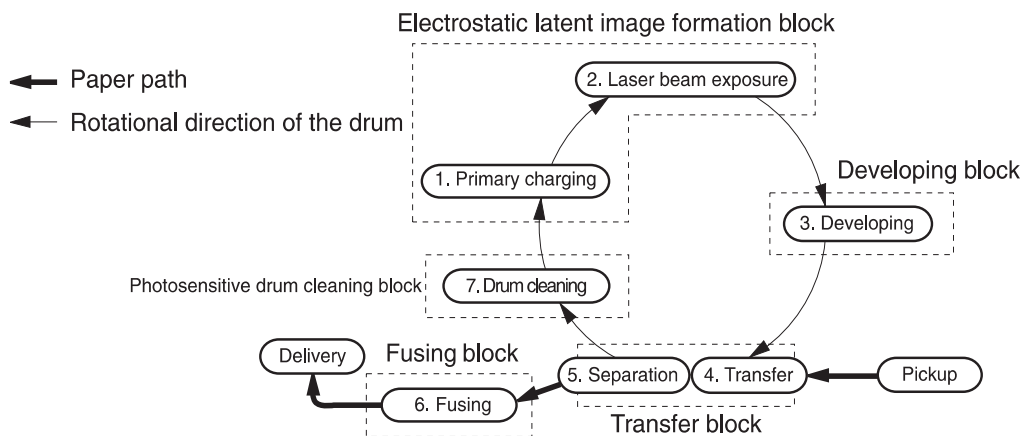 Electrostatic latent image formation block
2. Laser beam exposure
Paper path
Rotational direction of the drum
1. Primary charging
Developing block
3. Developing
Photosensitive drum cleaning block
7. Drum cleaning
Delivery
Fusing block
5. Separation
4. Transfer
Pickup
6. Fusing
Transfer block